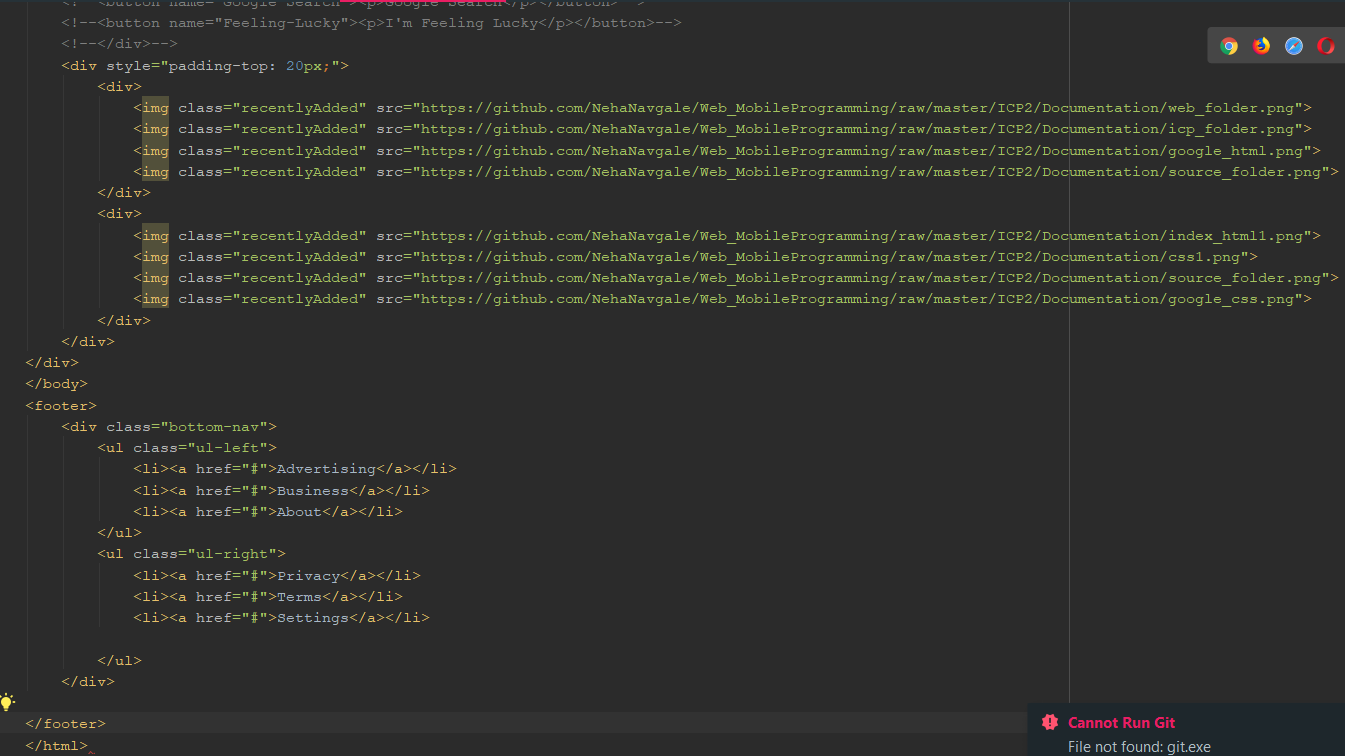 <!--<button name="Google Search"><p>Google Search</p></button>-->
<!--<button name="Feeling-Lucky"><p>I'm Feeling Lucky</p></button>-->
<!--</div>-->
<div style="padding-top: 20px;">
<div>
<img class="recentlyAdded" src="https://github.com/NehaNavgale/Web_MobileProgramming/raw/master/ICP2/Documentation/web_folder.png">
<img class="recentlyAdded" src="https://github.com/NehaNavgale/Web_MobileProgramming/raw/master/ICP2/Documentation/icp_folder.png">
<img class="recentlyAdded" src="https://github.com/NehaNavgale/Web_MobileProgramming/raw/master/ICP2/Documentation/google_html.png">
<img class="recentlyAdded" src="https://github.com/NehaNavgale/Web_MobileProgramming/raw/master/ICP2/Documentation/source_folder.png">
</div>
<div>
<img class="recentlyAdded" src="https://github.com/NehaNavgale/Web_MobileProgramming/raw/master/ICP2/Documentation/index_html1.png">
<img class="recentlyAdded" src="https://github.com/NehaNavgale/Web_MobileProgramming/raw/master/ICP2/Documentation/css1.png">
<img class="recentlyAdded" src="https://github.com/NehaNavgale/Web_MobileProgramming/raw/master/ICP2/Documentation/source_folder.png">
<img class="recentlyAdded" src="https://github.com/NehaNavgale/Web_MobileProgramming/raw/master/ICP2/Documentation/google_css.png">
</div>
</div>
</div>
</body>
<footer>
<div class="bottom-nav">
<ul class="ul-left">
<li><a href="#">Advertising</a></li>
<li><a href="#">Business</a></li>
<li><a href="#">About</a></li>
</ul>
<ul class="ul-right">
<li><a href="#">Privacy</a></li>
<li><a href="#">Terms</a></li>
<li><a href="#">Settings</a></li>
</ul>
</div>
</footer>
</html>
Cannot Run Git
File not found: git.exe